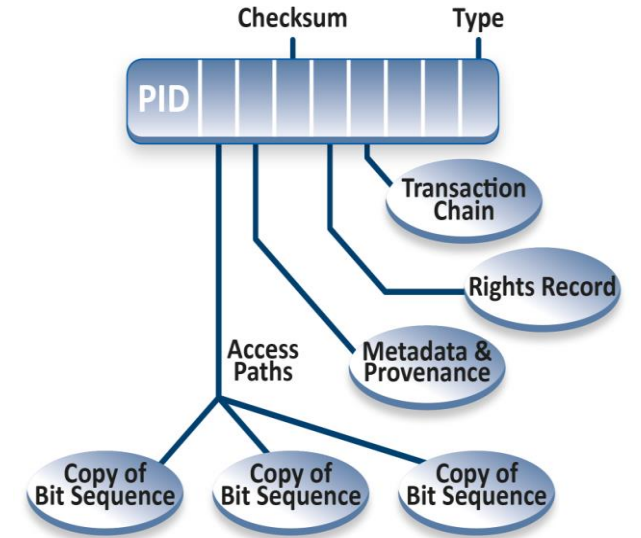 Checksum
Type
PID
Transaction
Chain
Rights Record
Access
Paths
Metadata &
Provenance
Copy of
Bit Sequence
Copy of
Bit Sequence
Copy of
Bit Sequence